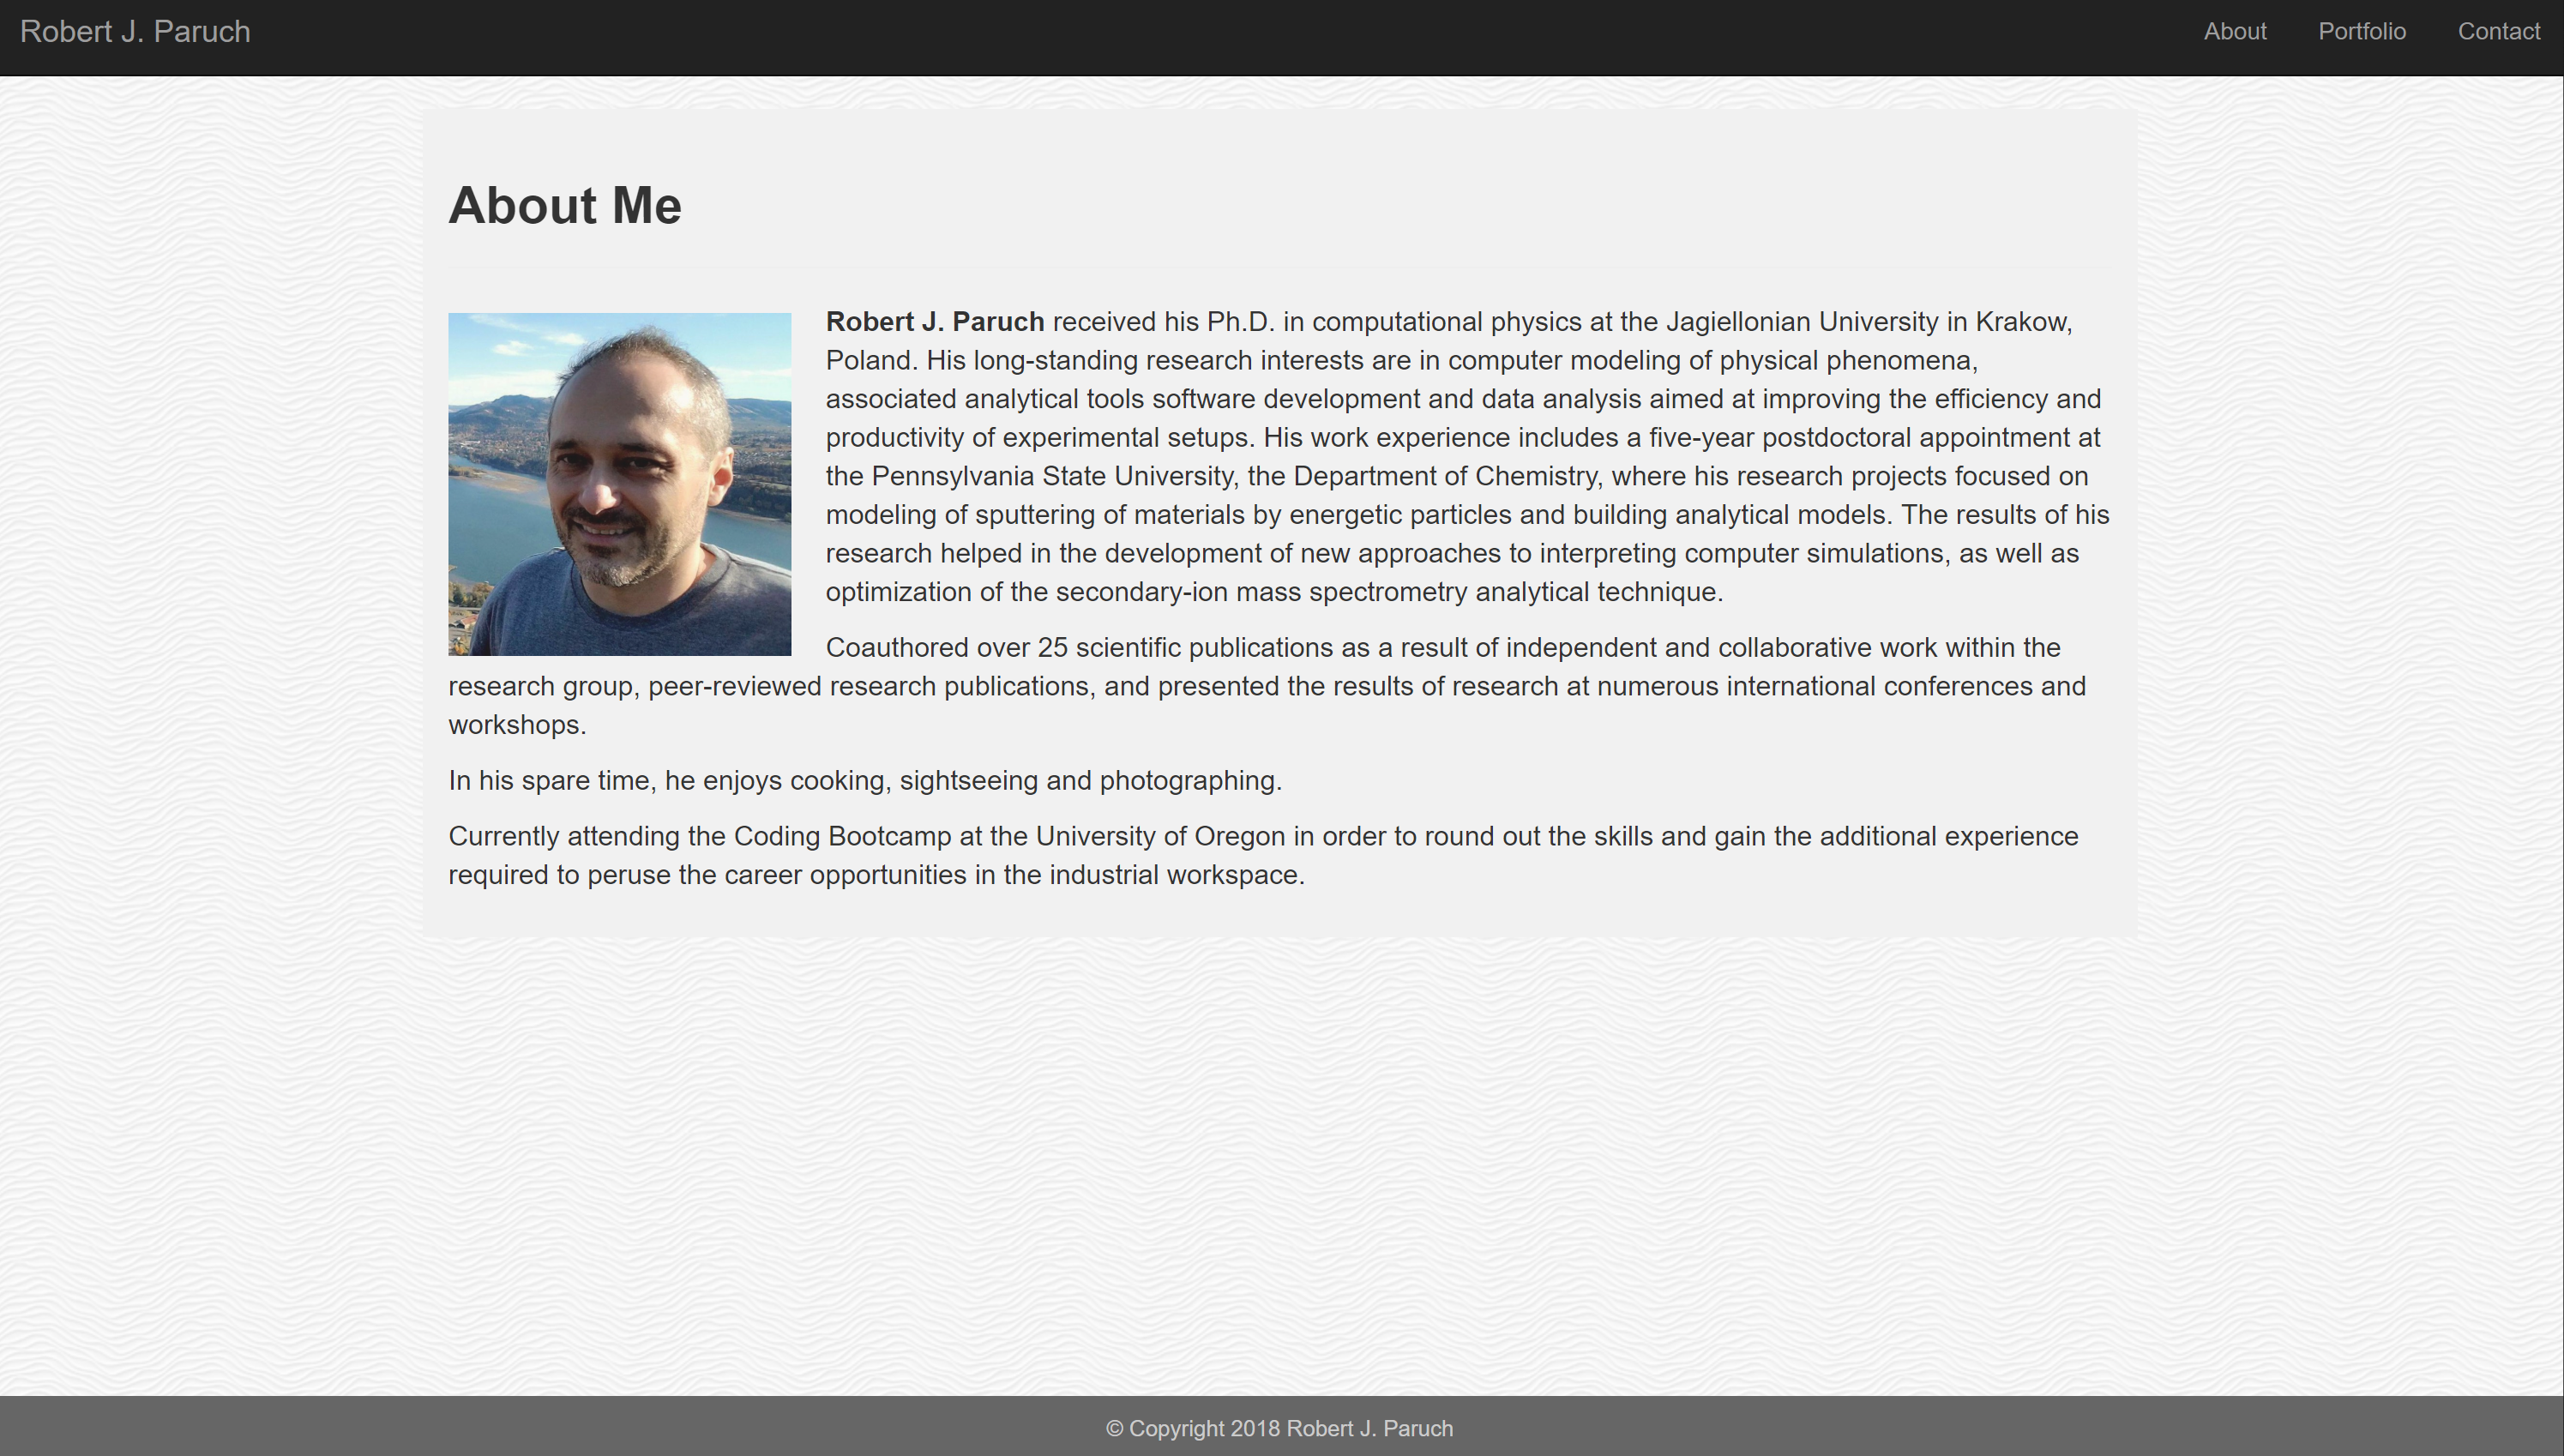 Robert J. Paruch
About
Portfolio
Contact
About Me
Robert J. Paruch received his Ph.D. in computational physics at the Jagiellonian University in Krakow,
Poland. His long-standing research interests are in computer modeling of physical phenomena,
associated analytical tools software development and data analysis aimed at improving the efficiency and
productivity of experimental setups. His work experience includes a five-year postdoctoral appointment at
the Pennsylvania State University, the Department of Chemistry, where his research projects focused on
modeling of sputtering of materials by energetic particles and building analytical models. The results of his
research helped in the development of new approaches to interpreting computer simulations, as well as
optimization of the secondary-ion mass spectrometry analytical technique.
Coauthored over 25 scientific publications as a result of independent and collaborative work within the
research group, peer-reviewed research publications, and presented the results of research at numerous international conferences and
workshops.
In his spare time, he enjoys cooking, sightseeing and photographing.
Currently attending the Coding Bootcamp at the University of Oregon in order to round out the skills and gain the additional experience
required to peruse the career opportunities in the industrial workspace.
© Copyright 2018 Robert J. Paruch